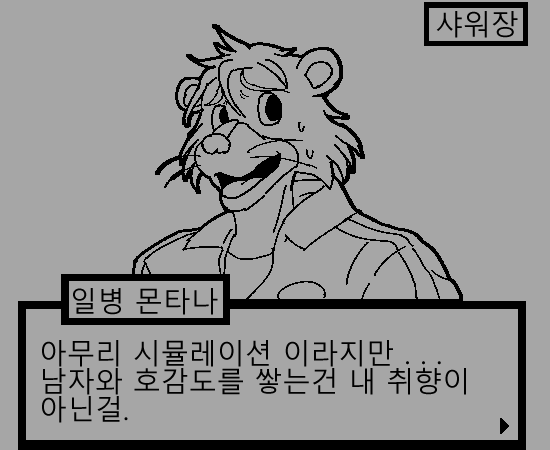 샤워장
일병 몬타나
아무리 시뮬레이션 이라지만 . . .
남자와 호감도를 쌓는건 내 취향이
아닌걸.